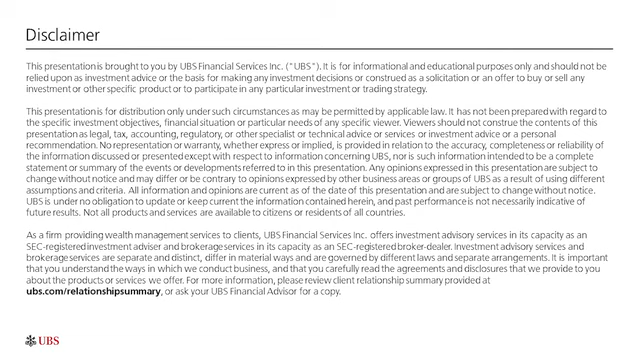 Disclaimer
This presentation is brought to you by UBS Financial Services Inc. ("UBS"). It is for informational and educational purposes only and should not be
relied upon as investment advice or the basis for making any investment decisions or construed as a solicitation or an offer to buy or sell any
investment or other specific product or to participate in any particular investment or trading strategy.
This presentation is for distribution only under such circumstances as may be permitted by applicable law. It has not been prepared with regard to
the specific investment objectives, financial situation or particular needs of any specific viewer. Viewers should not construe the contents of this
presentation as legal, tax, accounting, regulatory, or other specialist or technical advice or services or investment advice or a personal
recommendation. No representation or warranty, whether express or implied, is provided in relation to the accuracy, completeness or reliability of
the information discussed or presented except with respect to information concerning UBS, nor is such information intended to be a complete
statement or summary of the events or developments referred to in this presentation. Any opinions expressed in this presentation are subject to
change without notice and may differ or be contrary to opinions expressed by other business areas or groups of UBS as a result of using different
assumptions and criteria. All information and opinions are current as of the date of this presentation and are subject to change without notice.
UBS is under no obligation to update or keep current the information contained herein, and past performance is not necessarily indicative of
future results. Not all products and services are available to citizens or residents of all countries.
As a firm providing wealth management services to clients, UBS Financial Services Inc. offers investment advisory services in its capacity as an
SEC-registered investment adviser and brokerage services in its capacity as an SEC-registered broker-dealer. Investment advisory services and
brokerage services are separate and distinct, differ in material ways and are governed by different laws and separate arrangements. It is important
that you understand the ways in which we conduct business, and that you carefully read the agreements and disclosures that we provide to you
about the products or services we offer. For more information, please review client relationship summary provided at
ubs.com/relationshipsummary, or ask your UBS Financial Advisor for a copy.
UBS